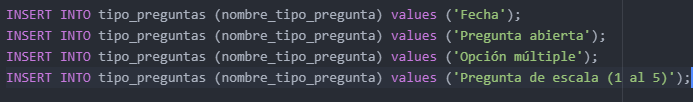 INSERT INTO tipo_preguntas (nombre_tipo_pregunta) values ('Fecha');
INSERT INTO tipo_preguntas (nombre_tipo_pregunta) values ('Pregunta abierta');
INSERT INTO tipo_preguntas (nombre_tipo_pregunta) values ('Opción múltiple');
INSERT INTO tipo_preguntas (nombre_tipo_pregunta) values ('Pregunta de escala (1 al 5)');